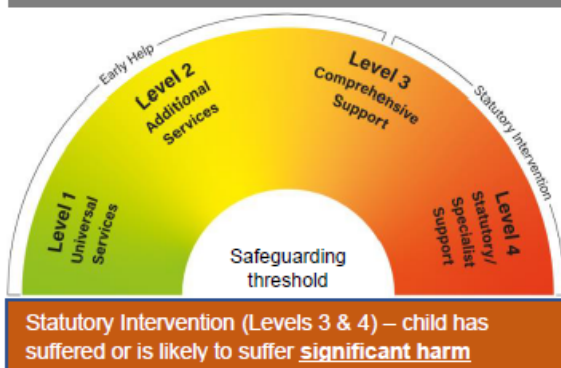 Early Help
Statutory Intervention
Level 1
Universal
Services
Level 2
Additional
Services
Level 3
Comprehensive
Support
Level 4
Statutory/
Specialist
Support
Safeguarding
threshold
Statutory Intervention (Levels 3 & 4) – child has
suffered or is likely to suffer significant harm